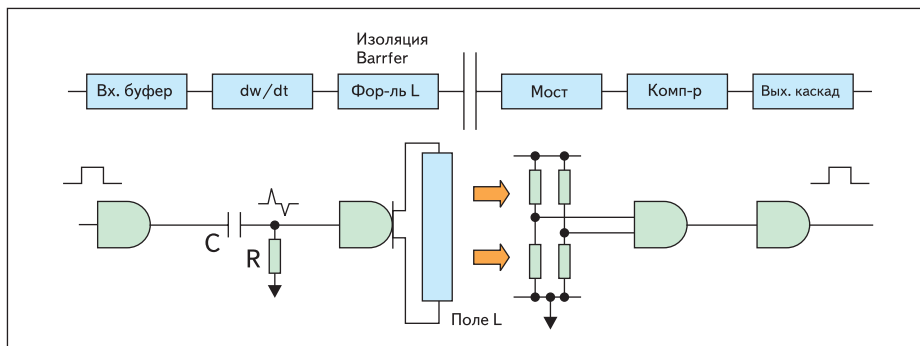 Изоляция
Barrfer
Вх. буфер
dw/dt
Фор-ль L
Мост
Комп-р
Вых. каскад
C
R
Поле L